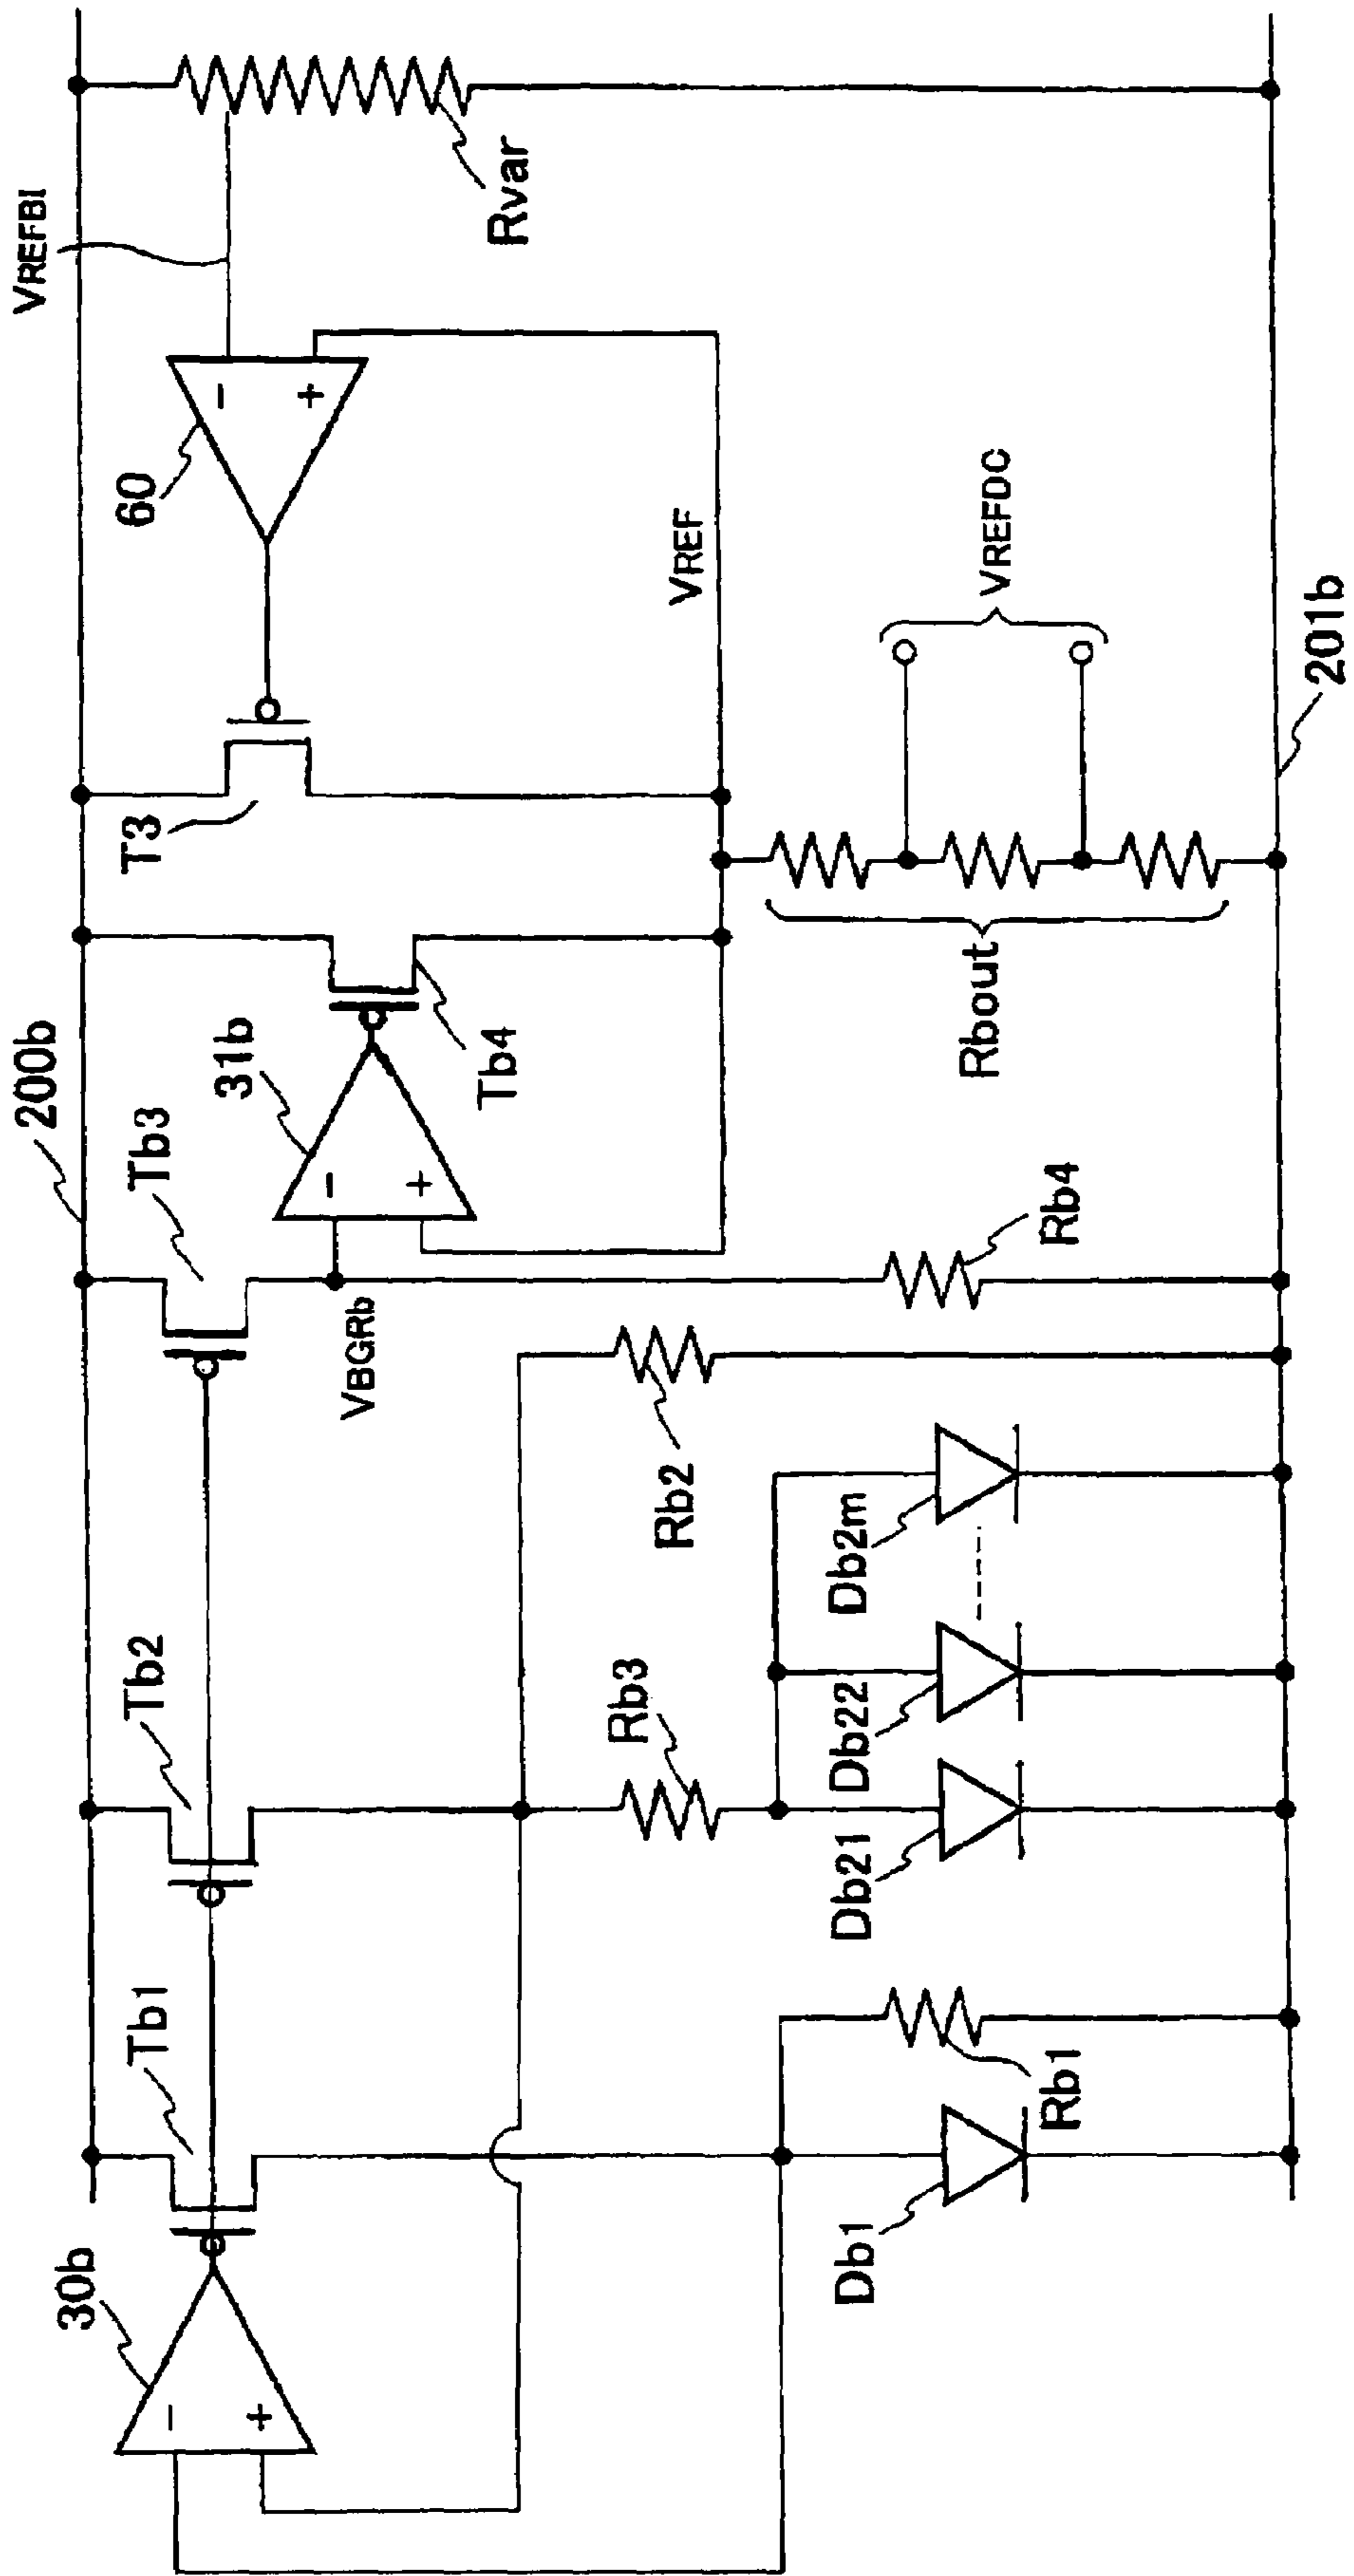 200b
30b
Tb1
Tb2
Tb3
31b
Tb4
T3
60
VREFBI
Rvar
-
+
-
+
-
+
VBGRb
VREF
Rb3
Rb2
Rb4
Rbout
VREFDC
Db1
Rb1
Db21
Db22
Db2m
201b